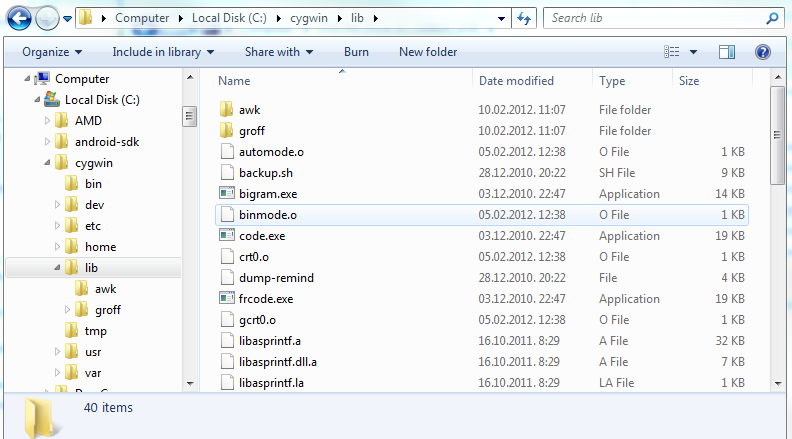 Computer Local Disk (C:) cygwin lib Search lib
Organize Include in library Share with Burn New folder
Computer
Local Disk (C:)
AMD
android-sdk
cygwin
bin
dev
etc
home
lib
awk
groff
tmp
usr
var
Name Date modified Type Size
awk 10.02.2012. 11:07 File folder
groff 10.02.2012. 11:07 File folder
automode.o 05.02.2012. 12:38 O File 1 KB
backup.sh 28.12.2010. 20:22 SH File 9 KB
bigram.exe 03.12.2010. 22:47 Application 14 KB
binmode.o 05.02.2012. 12:38 O File 1 KB
code.exe 03.12.2010. 22:47 Application 19 KB
crt0.o 05.02.2012. 12:38 O File 1 KB
dump-remind 28.12.2010. 20:22 File 4 KB
frcode.exe 03.12.2010. 22:47 Application 19 KB
gcrt0.o 05.02.2012. 12:38 O File 1 KB
libasprintf.a 16.10.2011. 8:29 A File 32 KB
libasprintf.dll.a 16.10.2011. 8:29 A File 7 KB
libasprintf.la 16.10.2011. 8:29 LA File 1 KB
40 items